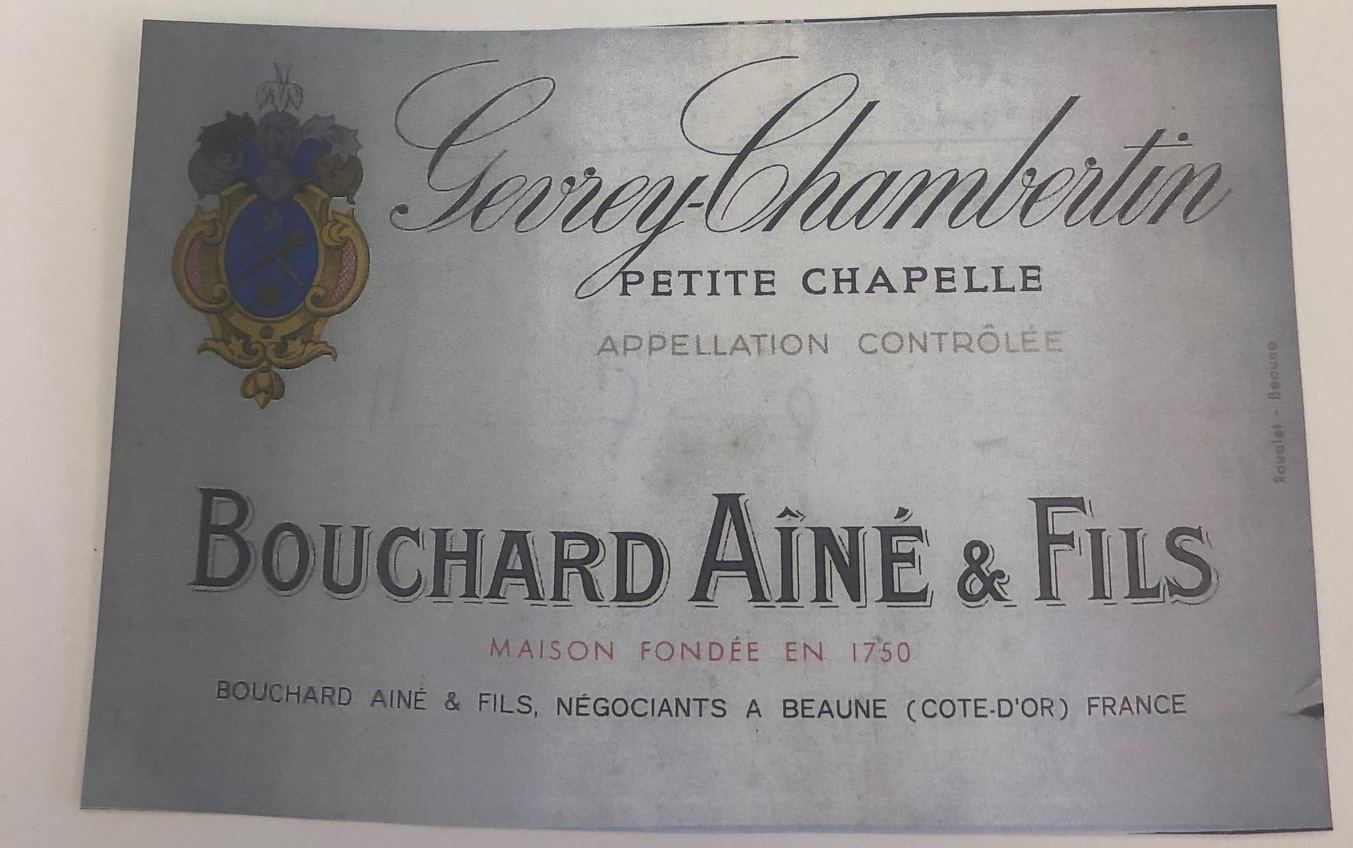 Gevrey-Chambertin
PETITE CHAPELLE
APPELLATION CONTRÔLÉE
BOUCHARD AÎNÉ & FILS
MAISON FONDÉE EN 1750
BOUCHARD AINÉ & FILS, NÉGOCIANTS A BEAUNE (COTE-D'OR) FRANCE
Beaune